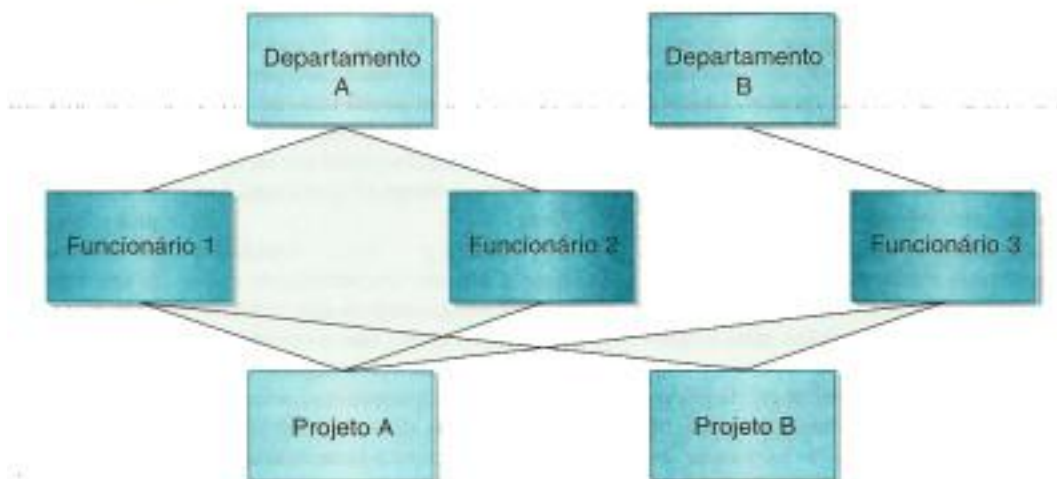 Departamento
A
Departamento
B
Funcionário 1
Funcionário 2
Funcionário 3
Projeto A
Projeto B